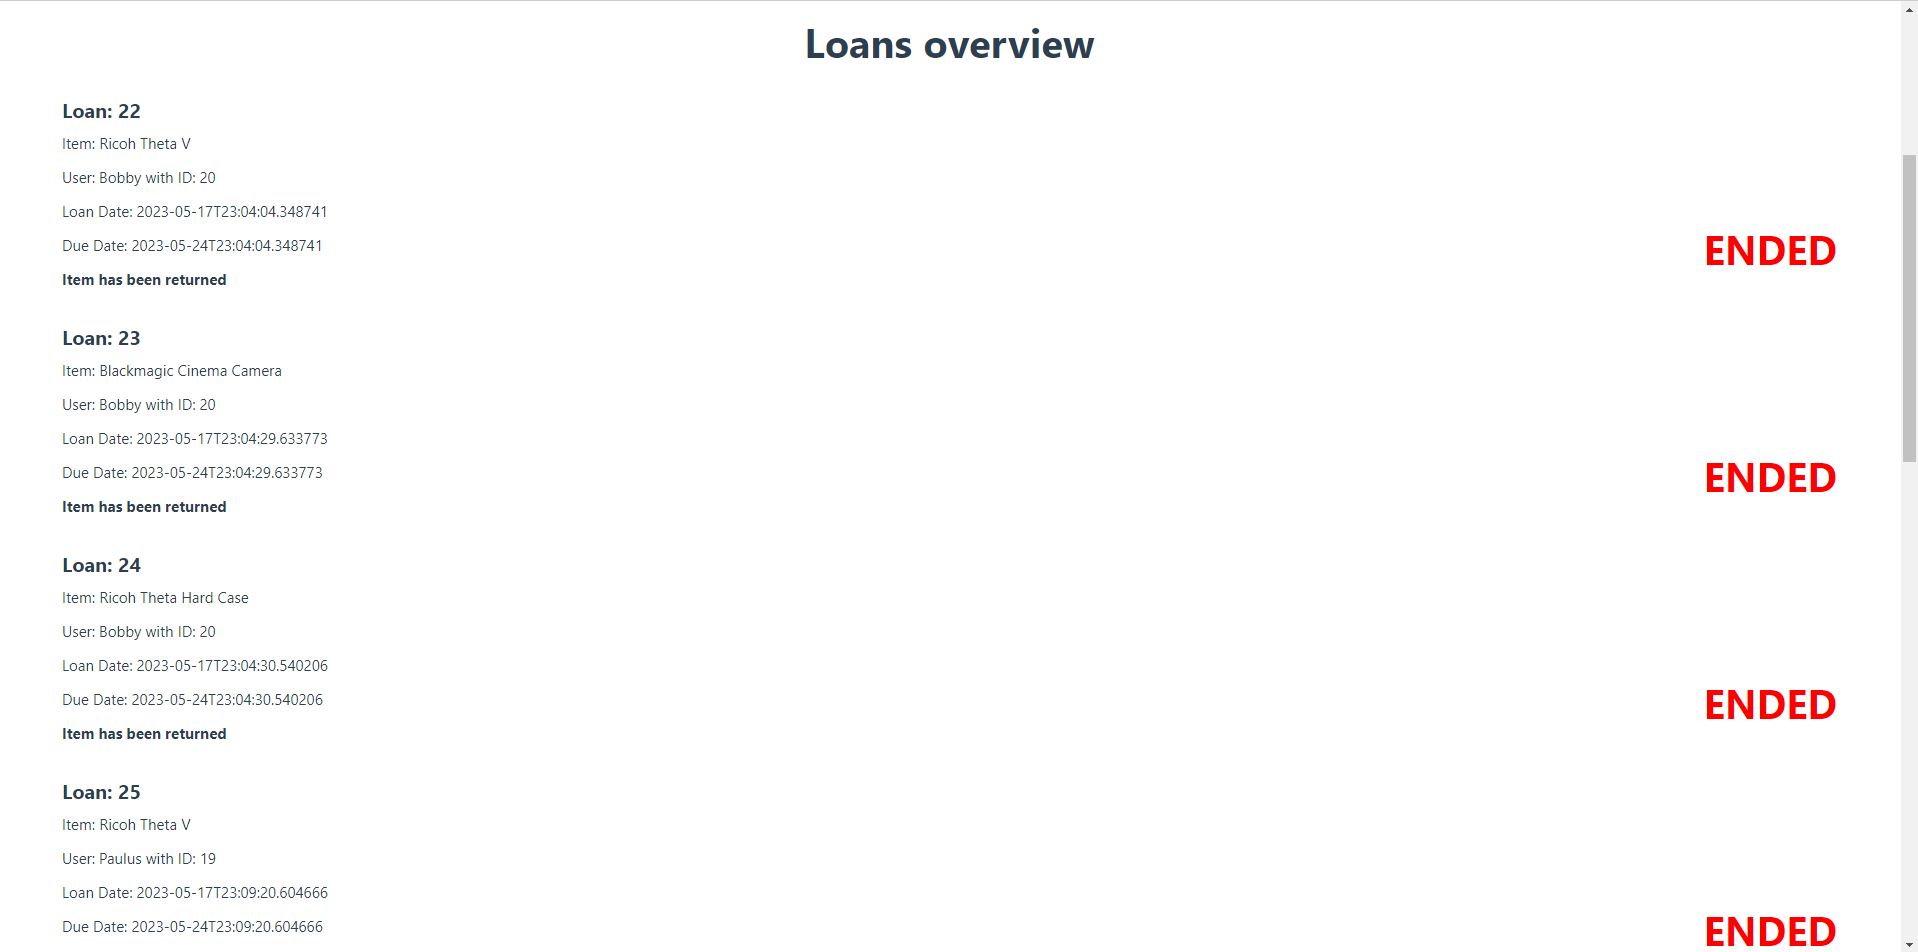 Loans overview
Loan: 22
Item: Ricoh Theta V
User: Bobby with ID: 20
Loan Date: 2023-05-17T23:04:04.348741
Due Date: 2023-05-24T23:04:04.348741
ENDED
Item has been returned
Loan: 23
Item: Blackmagic Cinema Camera
User: Bobby with ID: 20
Loan Date: 2023-05-17T23:04:29.633773
Due Date: 2023-05-24T23:04:29.633773
ENDED
Item has been returned
Loan: 24
Item: Ricoh Theta Hard Case
User: Bobby with ID: 20
Loan Date: 2023-05-17T23:04:30.540206
Due Date: 2023-05-24T23:04:30.540206
ENDED
Item has been returned
Loan: 25
Item: Ricoh Theta V
User: Paulus with ID: 19
Loan Date: 2023-05-17T23:09:20.604666
Due Date: 2023-05-24T23:09:20.604666
ENDED